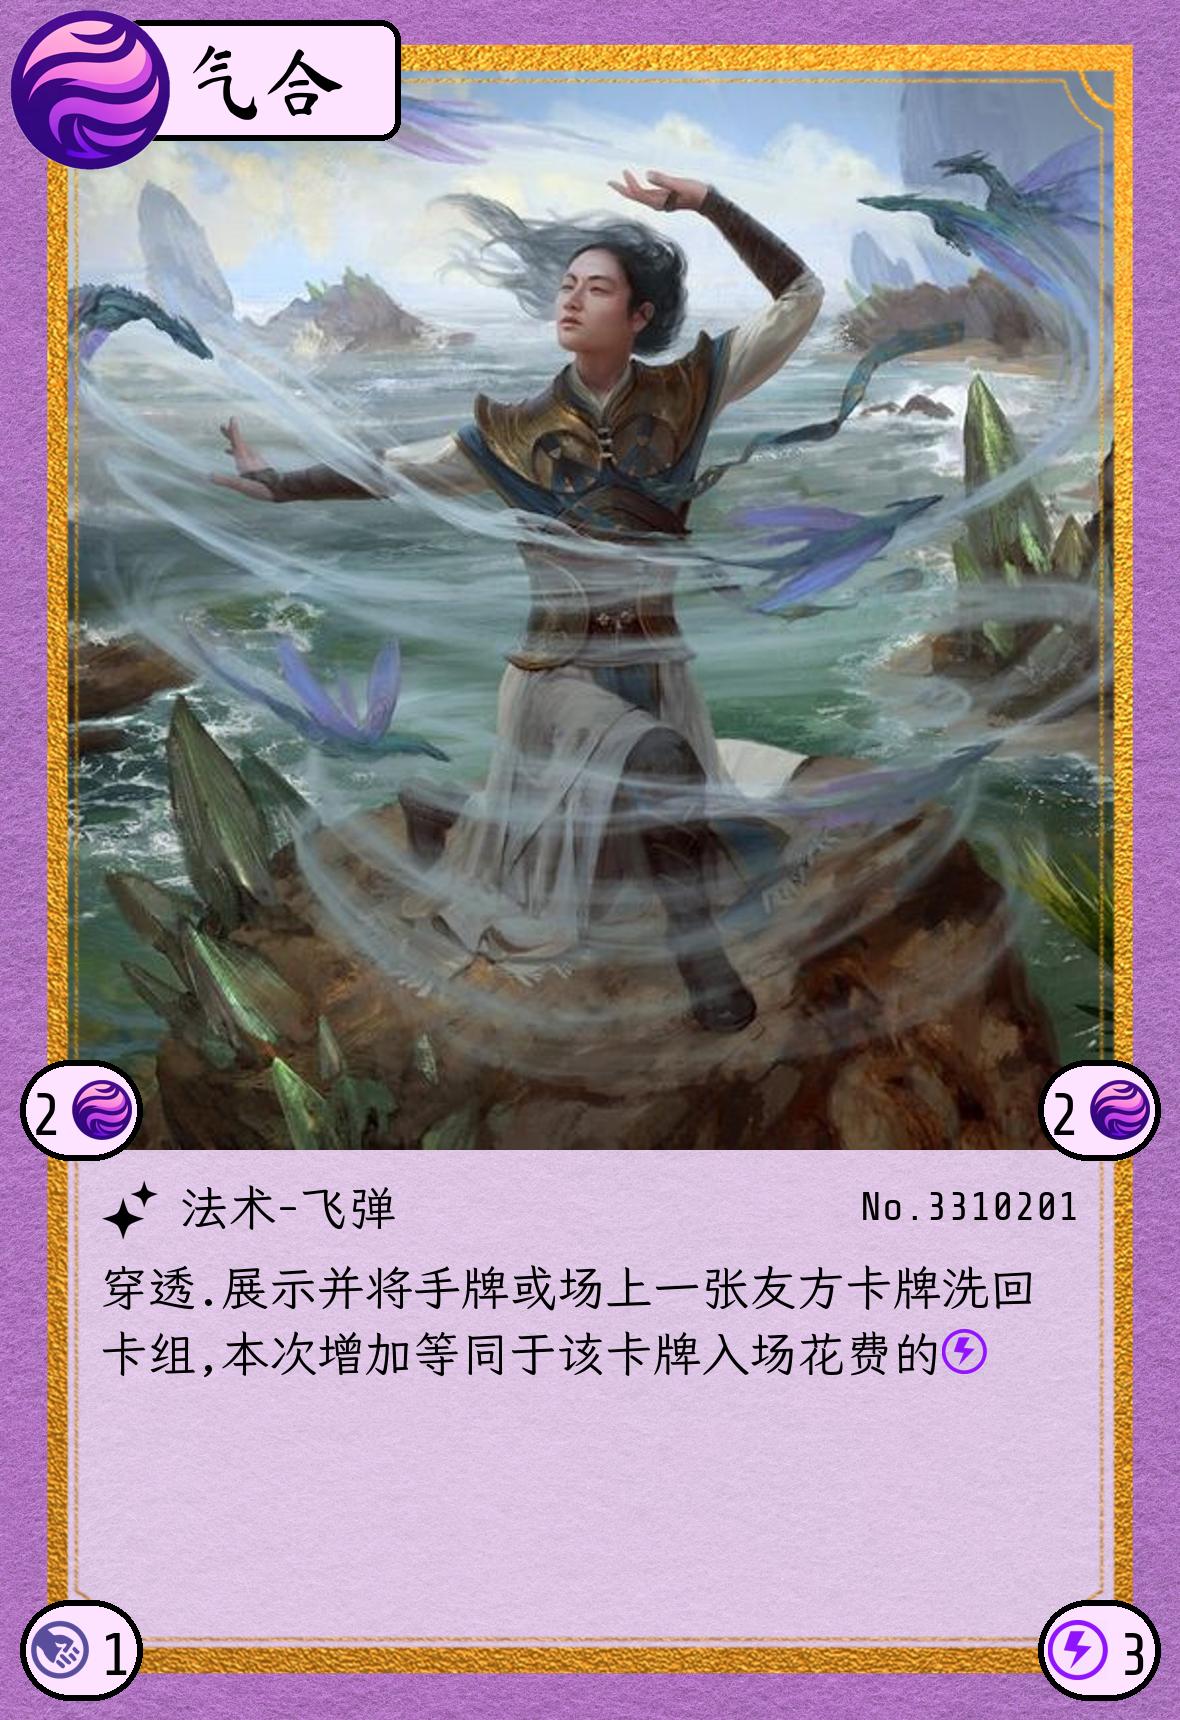 气合
2
2
法术-飞弹
No.3310201
穿透.展示并将手牌或场上一张友方卡牌洗回
卡组,本次增加等同于该卡牌入场花费的
1
3